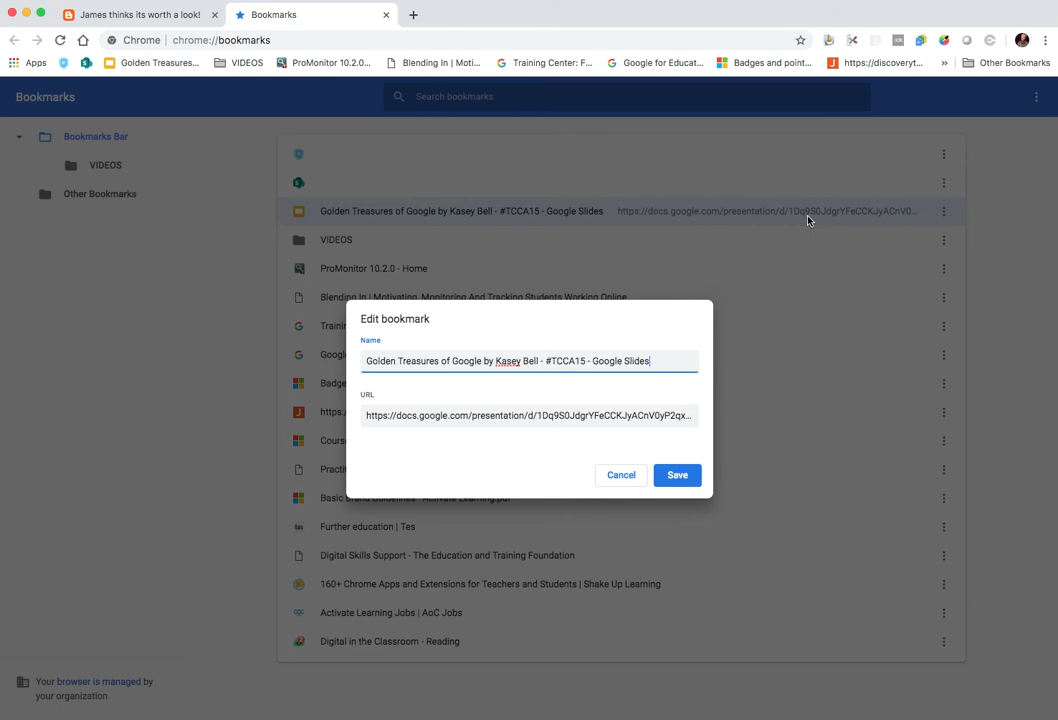 James thinks its worth a look!
Bookmarks
Chrome | chrome://bookmarks
Apps
Golden Treasures...
VIDEOS
ProMonitor 10.2.0...
Blending In | Moti...
Training Center: F...
Google for Educat...
Badges and point...
https://discoveryt...
Other Bookmarks
Bookmarks
Search bookmarks
Bookmarks Bar
VIDEOS
Other Bookmarks
Golden Treasures of Google by Kasey Bell - #TCCA15 - Google Slides https://docs.google.com/presentation/d/1Dq9S0JdgrYFeCCKJyACnV0...
VIDEOS
ProMonitor 10.2.0 - Home
Blending In | Motivating, Monitoring And Tracking Students Working Online
Edit bookmark
Name
Golden Treasures of Google by Kasey Bell - #TCCA15 - Google Slides
URL
https://docs.google.com/presentation/d/1Dq9S0JdgrYFeCCKJyACnV0yP2qx...
Cancel
Save
Basic Brand Guidelines - Activate Learning.pdf
Further education | Tes
Digital Skills Support - The Education and Training Foundation
160+ Chrome Apps and Extensions for Teachers and Students | Shake Up Learning
Activate Learning Jobs | AoC Jobs
Digital in the Classroom - Reading
Your browser is managed by
your organization